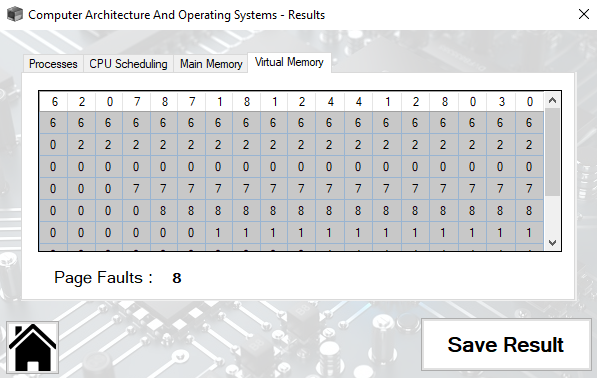 Computer Architecture And Operating Systems - Results
Processes CPU Scheduling Main Memory Virtual Memory
6 2 0 7 8 7 1 8 1 2 4 4 1 2 8 0 3 0
6 6 6 6 6 6 6 6 6 6 6 6 6 6 6 6 6 6
0 2 2 2 2 2 2 2 2 2 2 2 2 2 2 2 2 2
0 0 0 0 0 0 0 0 0 0 0 0 0 0 0 0 0 0
0 0 0 7 7 7 7 7 7 7 7 7 7 7 7 7 7 7
0 0 0 0 8 8 8 8 8 8 8 8 8 8 8 8 8 8
0 0 0 0 0 0 1 1 1 1 1 1 1 1 1 1 1 1
Page Faults : 8
Save Result